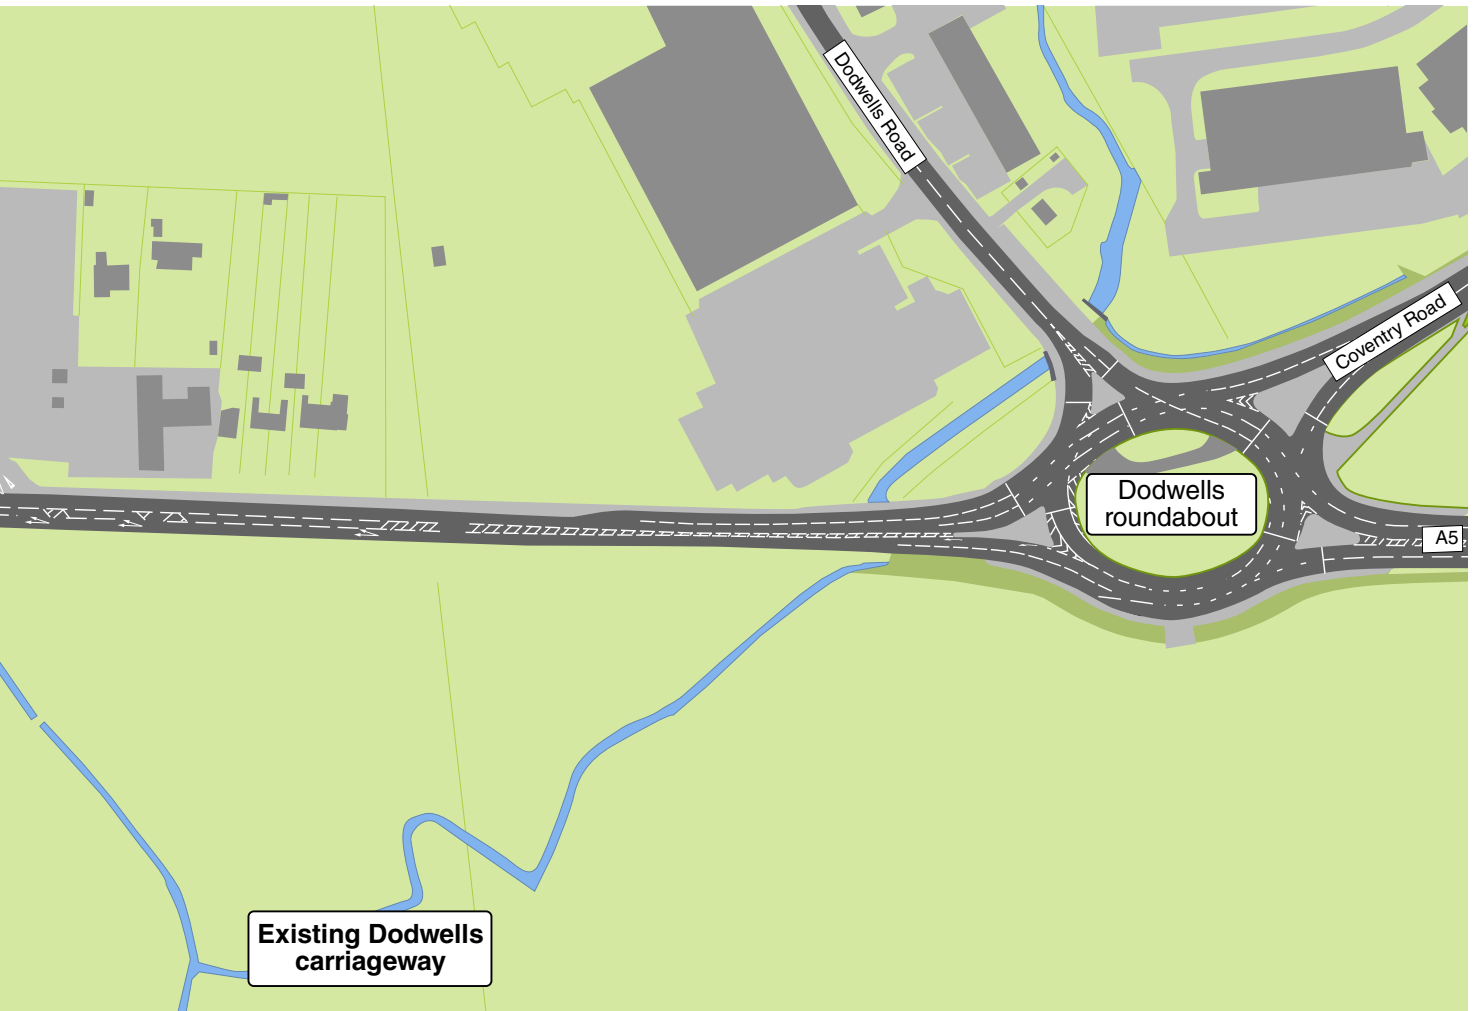 Dodwells Road
Coventry Road
Dodwells
roundabout
A5
Existing Dodwells
carriageway